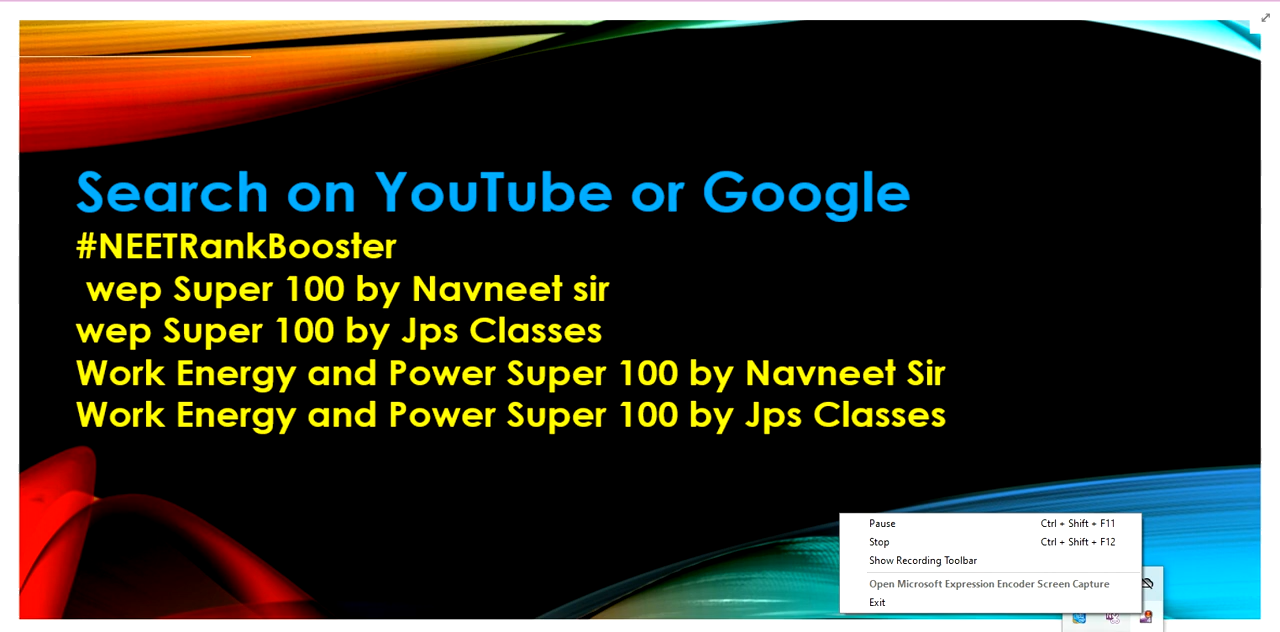 Search on YouTube or Google
#NEETRankBooster
wep Super 100 by Navneet sir
wep Super 100 by Jps Classes
Work Energy and Power Super 100 by Navneet Sir
Work Energy and Power Super 100 by Jps Classes
Pause Ctrl + Shift + F11
Stop Ctrl + Shift + F12
Show Recording Toolbar
Open Microsoft Expression Encoder Screen Capture
Exit